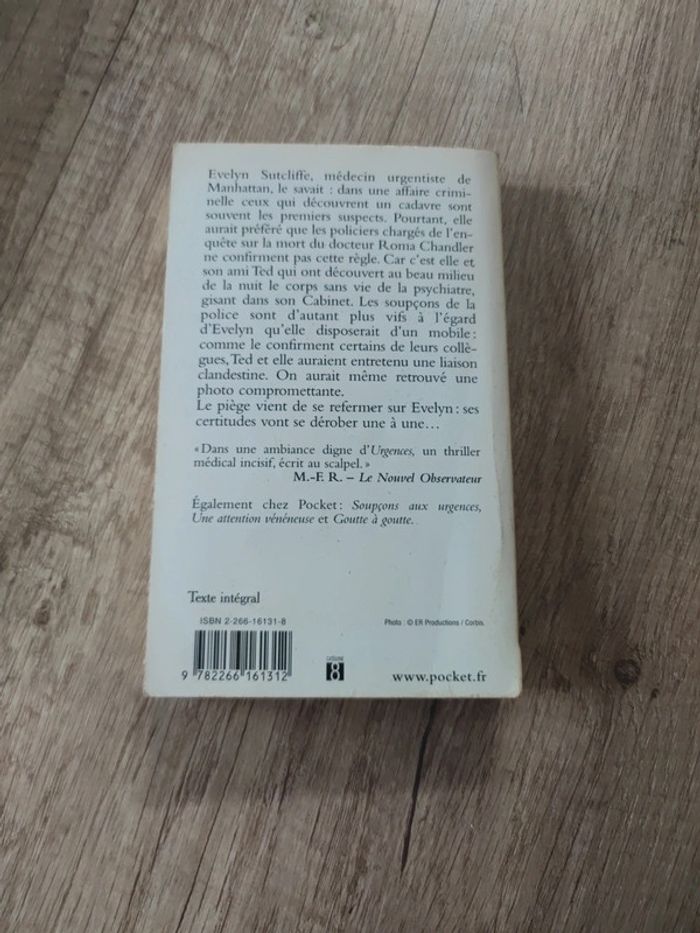 Evelyn Sutcliffe, médecin urgentiste de
Manhattan, le savait : dans une affaire crimi-
nelle ceux qui découvrent un cadavre sont
souvent les premiers suspects. Pourtant, elle
aurait préféré que les policiers chargés de l'en-
quête sur la mort du docteur Roma Chandler
ne confirment pas cette règle. Car c'est elle et
son ami Ted qui ont découvert au beau milieu
de la nuit le corps sans vie de la psychiatre,
gisant dans son Cabinet. Les soupçons de la
police sont d'autant plus vifs à l'égard
d'Evelyn qu'elle disposerait d'un mobile :
comme le confirment certains de leurs collè-
gues, Ted et elle auraient entretenu une liaison
clandestine. On aurait même retrouvé une
photo compromettante.
Le piège vient de se refermer sur Evelyn : ses
certitudes vont se dérober une à une…
« Dans une ambiance digne d'Urgences, un thriller
médical incisif, écrit au scalpel. »
M.-F. R. – Le Nouvel Observateur
Également chez Pocket : Soupçons aux urgences,
Une attention vénéneuse et Goutte à goutte.
Texte intégral
ISBN 2-266-16131-8
Photo : © ER Productions / Corbis.
9 782266 161312
catégorie
8
www.pocket.fr